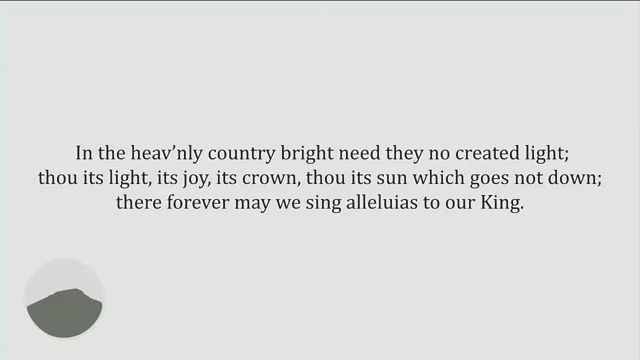 In the heav’nly country bright need they no created light;
thou its light, its joy, its crown, thou its sun which goes not down;
there forever may we sing alleluias to our King.